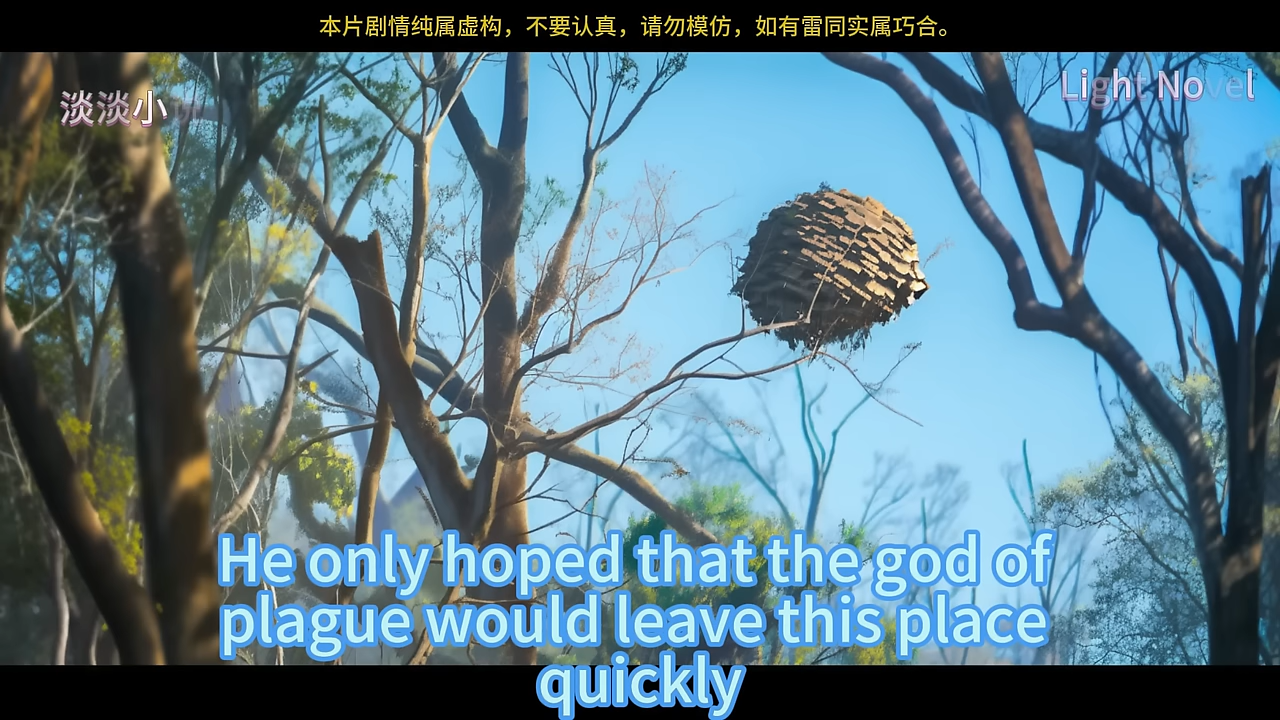 本片剧情纯属虚构，不要认真，请勿模仿，如有雷同实属巧合。
淡淡小
Light Novel
He only hoped that the god of
plague would leave this place
quickly